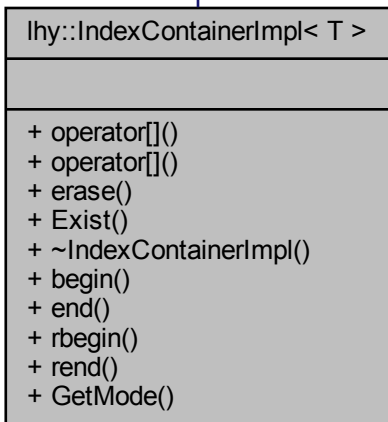 lhy::IndexContainerImpl< T >
+ operator[]()
+ operator[]()
+ erase()
+ Exist()
+ ~IndexContainerImpl()
+ begin()
+ end()
+ rbegin()
+ rend()
+ GetMode()